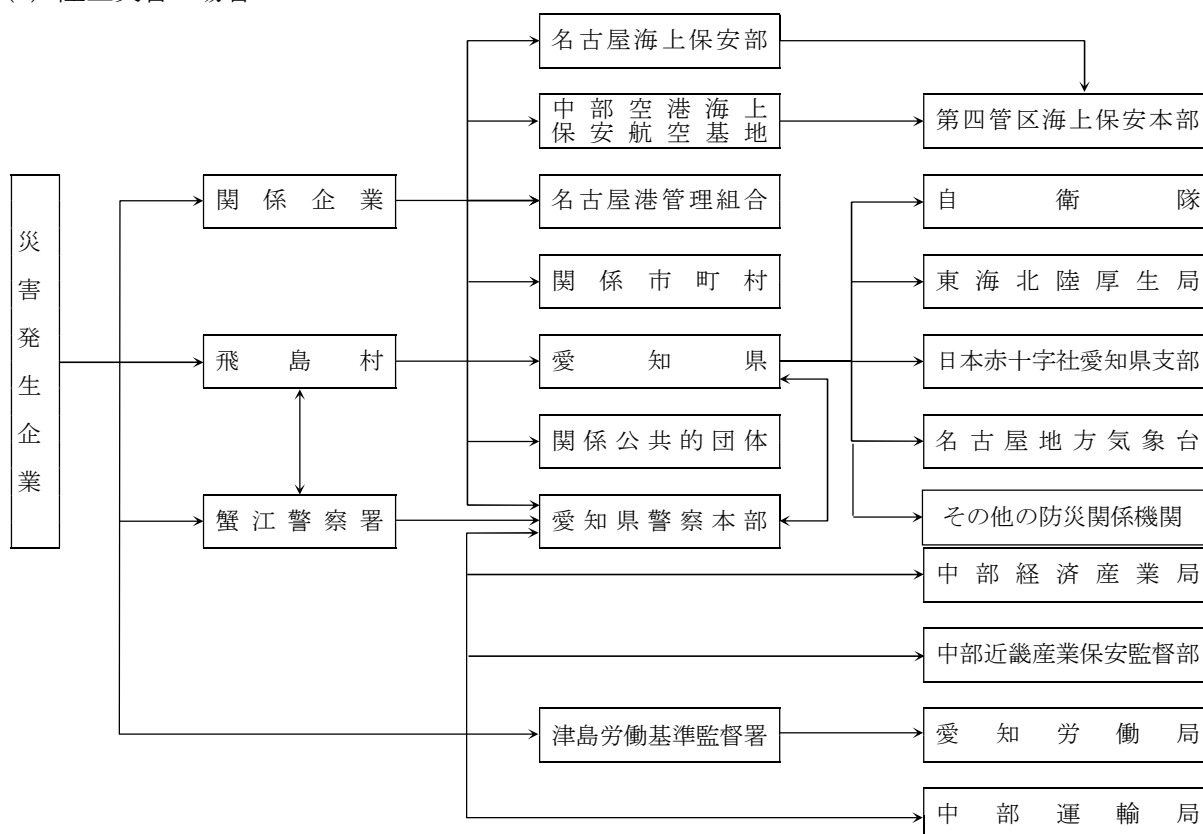 名古屋海上保安部
中部空港海上
保安航空基地
第四管区海上保安本部
災害発生企業
関係企業
名古屋港管理組合
自衛隊
関係市町村
東海北陸厚生局
飛島村
愛知県
日本赤十字社愛知県支部
関係公共的団体
名古屋地方気象台
蟹江警察署
愛知県警察本部
その他の防災関係機関
中部経済産業局
中部近畿産業保安監督部
津島労働基準監督署
愛知労働局
中部運輸局